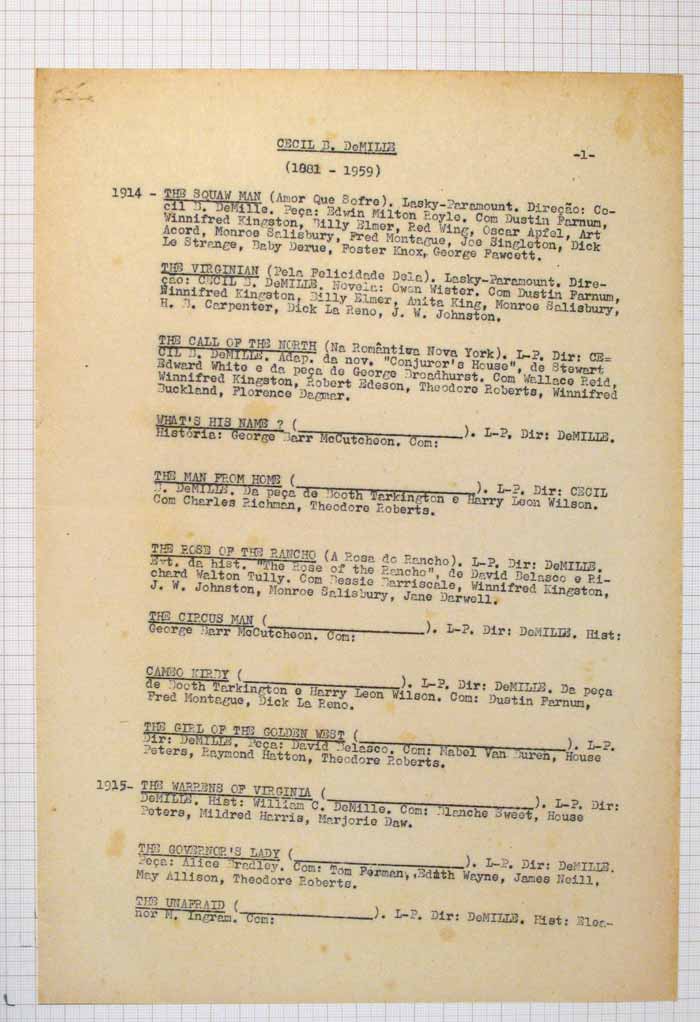 CECIL B. DeMILLE
-1-
(1881 - 1959)
1914 - THE SQUAW MAN (Amor Que Sofre). Lasky-Paramount. Direção: Ce-
cil B. DeMille. Peça: Edwin Milton Royle. Com Dustin Farnum,
Winnifred Kingston, Billy Elmer, Red Wing, Oscar Apfel, Art
Acord, Monroe Salisbury, Fred Montague, Joe Singleton, Dick
Le Strange, Baby Derue, Foster Knox, George Fawcett.
THE VIRGINIAN (Pela Felicidade Dela). Lasky-Paramount. Dire-
ção: CECIL B. DeMILLE. Novela: Owen Wister. Com Dustin Farnum,
Winnifred Kingston, Billy Elmer, Anita King, Monroe Salisbury,
H. B. Carpenter, Dick La Reno, J. W. Johnston.
THE CALL OF THE NORTH (Na Romântiva Nova York). L-P. Dir: CE=
CIL B. DeMILLE. Adap. da nov. "Conjuror's House", de Stewart
Edward White e da peça de George Broadhurst. Com Wallace Reid,
Winnifred Kingston, Robert Edeson, Theodore Roberts, Winnifred
Buckland, Florence Dagmar.
WHAT'S HIS NAME ? (____________________). L-P. Dir: DeMILLE.
História: George Barr McCutcheon. Com:
THE MAN FROM HOME (____________________). L-P. Dir: CECIL
B. DeMILLE. Da peça de Booth Tarkington e Harry Leon Wilson.
Com Charles Richman, Theodore Roberts.
THE ROSE OF THE RANCHO (A Rosa do Rancho). L-P. Dir: DeMILLE.
Ext. da hist. "The Rose of the Rancho", de David Belasco e Ri-
chard Walton Tully. Com Bessie Barriscale, Winnifred Kingston,
J. W. Johnston, Monroe Salisbury, Jane Darwell.
THE CIRCUS MAN (____________________). L-P. Dir: DeMILLE. Hist:
George Barr McCutcheon. Com:
CAMEO KIRBY (____________________). L-P. Dir: DeMILLE. Da peça
de Booth Tarkington e Harry Leon Wilson. Com: Dustin Farnum,
Fred Montague, Dick La Reno.
THE GIRL OF THE GOLDEN WEST (____________________). L-P.
Dir: DeMILLE. Peça: David Belasco. Com: Mabel Van Buren, House
Peters, Raymond Hatton, Theodore Roberts.
1915- THE WARRENS OF VIRGINIA (____________________). L-P. Dir:
DeMILLE. Hist: William C. DeMille. Com: Blanche Sweet, House
Peters, Mildred Harris, Marjorie Daw.
THE GOVERNOR'S LADY (____________________). L-P. Dir: DeMILLE.
Peça: Alice Bradley. Com: Tom Forman, Edith Wayne, James Neill,
May Allison, Theodore Roberts.
THE UNAFRAID (____________________). L-P. Dir: DeMILLE. Hist: Elea-
nor M. Ingram. Com: